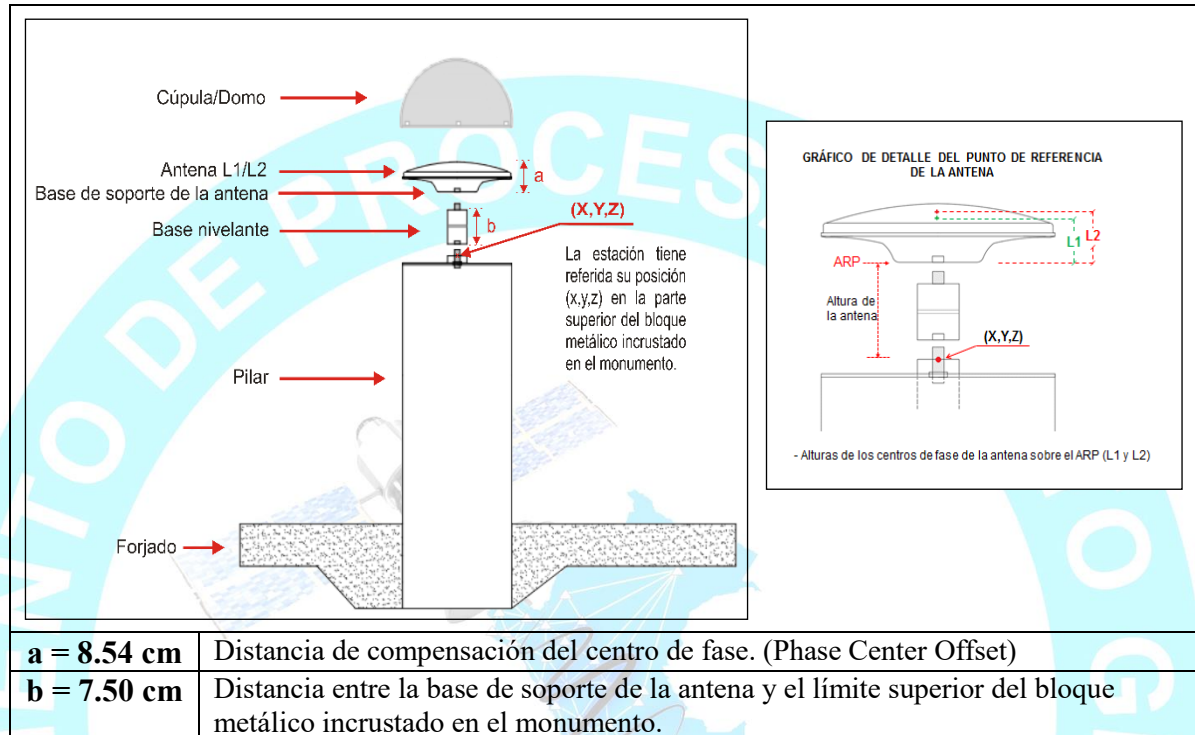 Cúpula/Domo
Antena L1/L2
a
Base de soporte de la antena
Base nivelante
b
(X,Y,Z)
La estación tiene
referida su posición
(x,y,z) en la parte
superior del bloque
metálico incrustado
en el monumento.
Pilar
Forjado
GRÁFICO DE DETALLE DEL PUNTO DE REFERENCIA
DE LA ANTENA
L1
L2
ARP
Altura de
la antena
(X,Y,Z)
- Alturas de los centros de fase de la antena sobre el ARP (L1 y L2)
a = 8.54 cm Distancia de compensación del centro de fase. (Phase Center Offset)
b = 7.50 cm Distancia entre la base de soporte de la antena y el límite superior del bloque
metálico incrustado en el monumento.